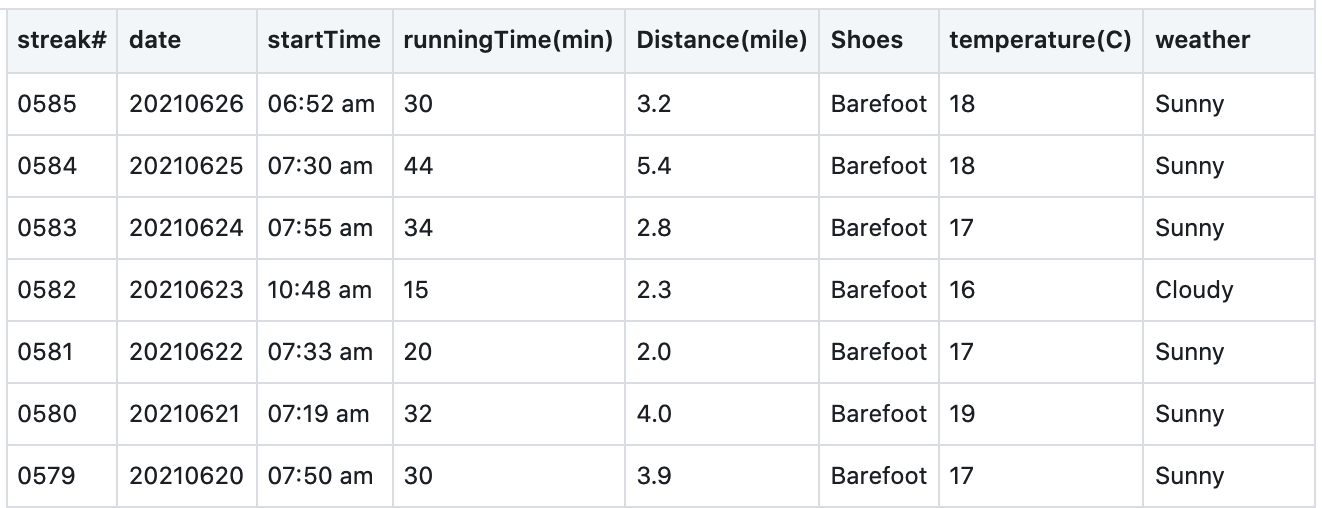 streak# date startTime runningTime(min) Distance(mile) Shoes temperature(C) weather
0585 20210626 06:52 am 30 3.2 Barefoot 18 Sunny
0584 20210625 07:30 am 44 5.4 Barefoot 18 Sunny
0583 20210624 07:55 am 34 2.8 Barefoot 17 Sunny
0582 20210623 10:48 am 15 2.3 Barefoot 16 Cloudy
0581 20210622 07:33 am 20 2.0 Barefoot 17 Sunny
0580 20210621 07:19 am 32 4.0 Barefoot 19 Sunny
0579 20210620 07:50 am 30 3.9 Barefoot 17 Sunny